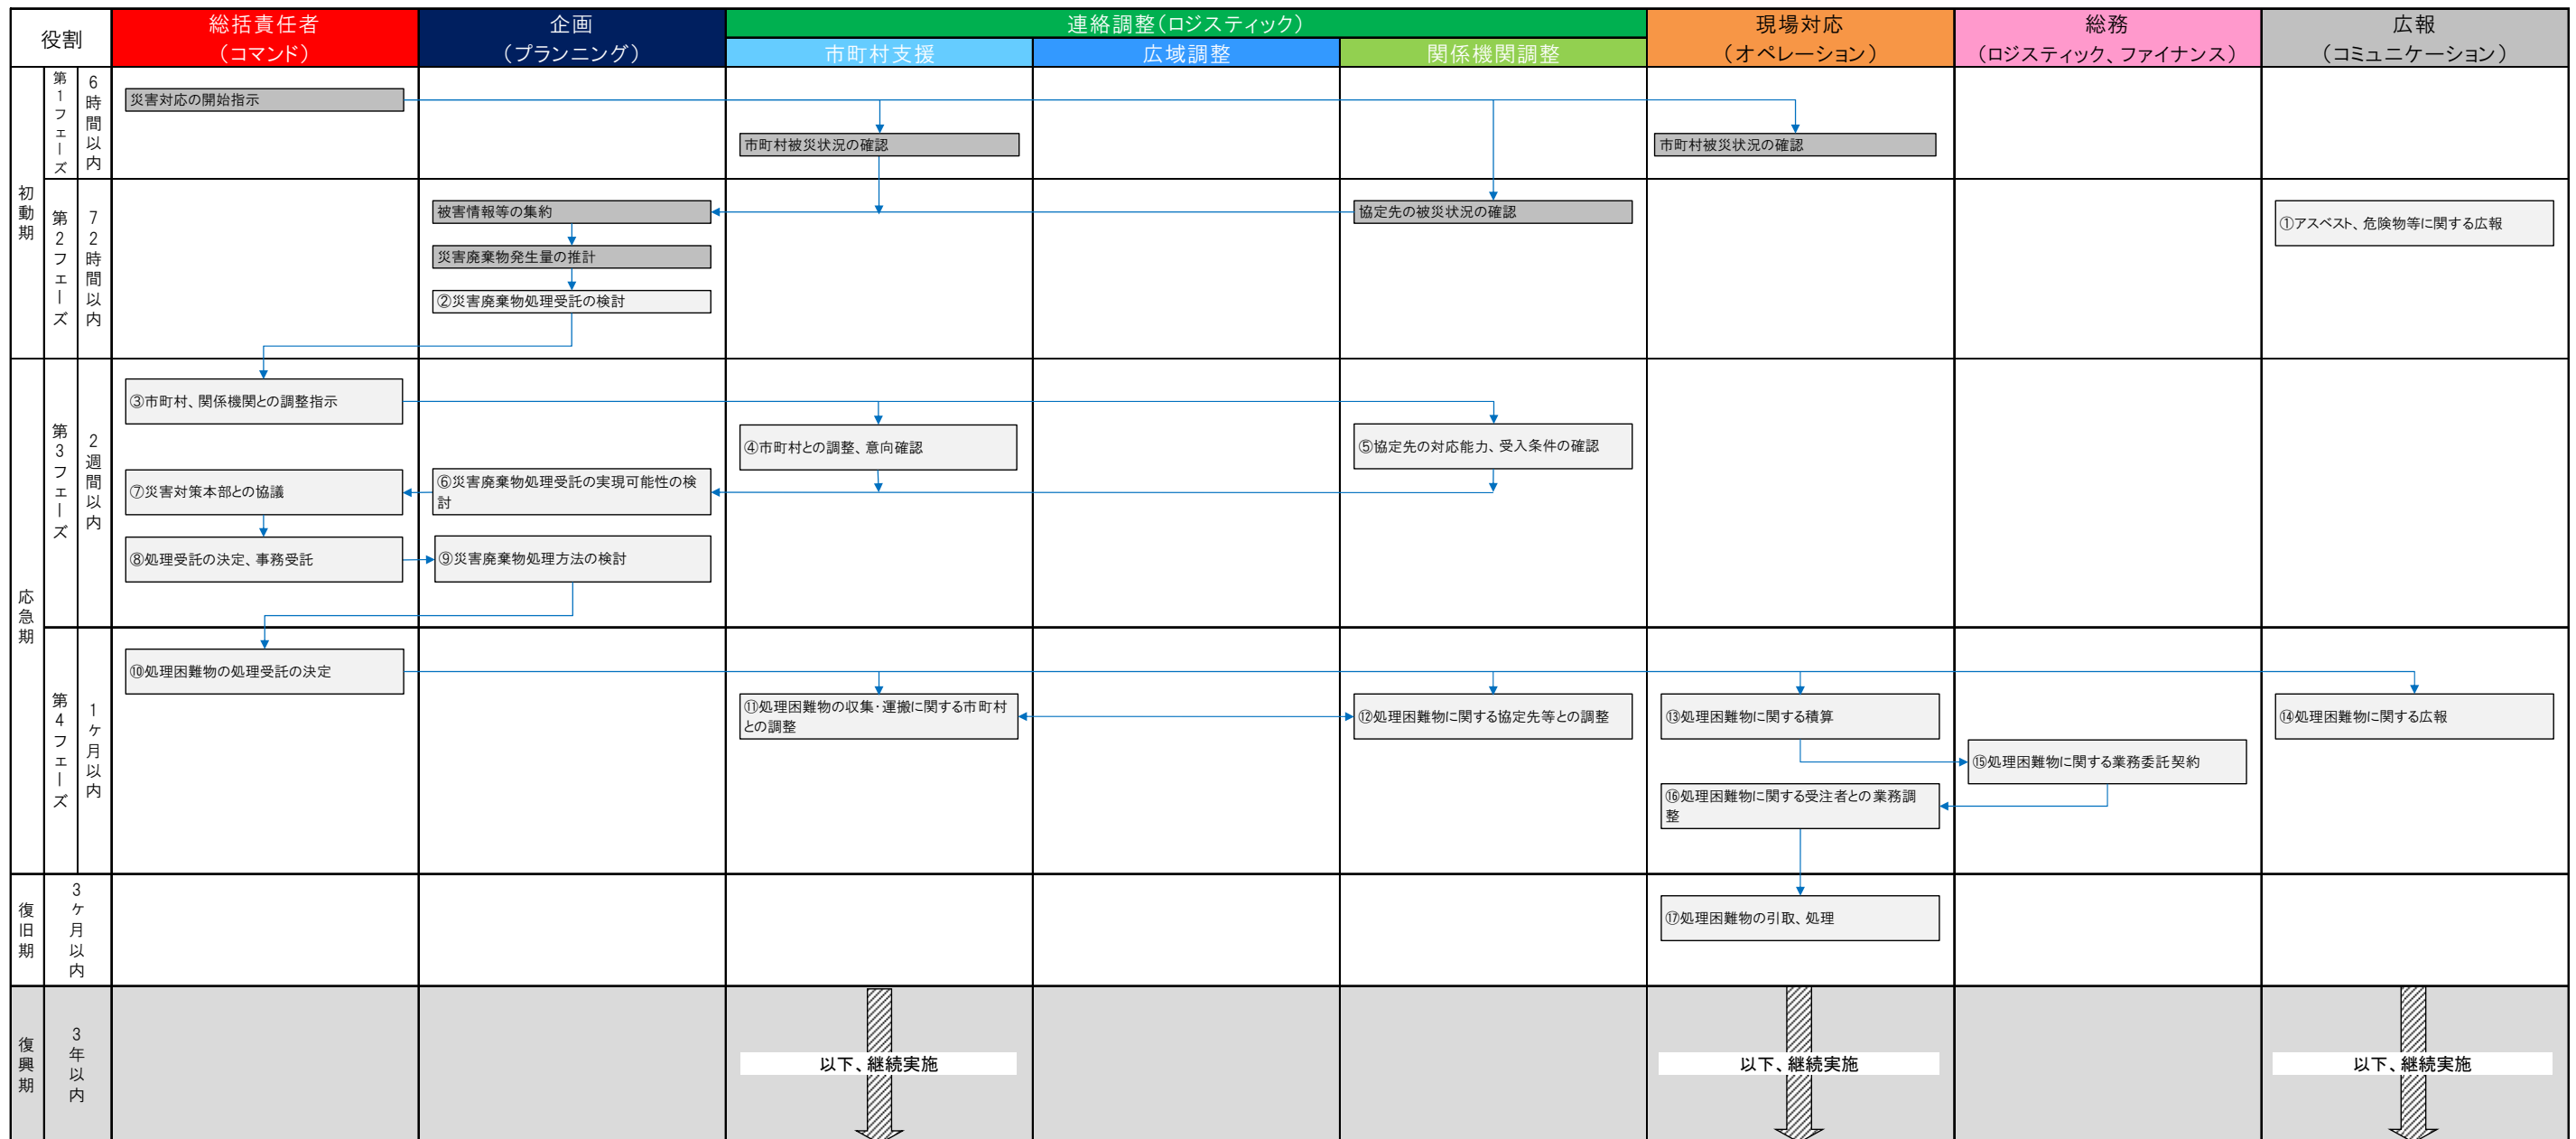 役割
総括責任者
（コマンド）
企画
（プランニング）
連絡調整（ロジスティック）
市町村支援
広域調整
関係機関調整
現場対応
（オペレーション）
総務
（ロジスティック、ファイナンス）
広報
（コミュニケーション）
初動期
第1フェーズ
6時間以内
災害対応の開始指示
市町村被災状況の確認
市町村被災状況の確認
第2フェーズ
72時間以内
被害情報等の集約
協定先の被災状況の確認
①アスベスト、危険物等に関する広報
災害廃棄物発生量の推計
②災害廃棄物処理受託の検討
応急期
第3フェーズ
2週間以内
③市町村、関係機関との調整指示
④市町村との調整、意向確認
⑤協定先の対応能力、受入条件の確認
⑦災害対策本部との協議
⑥災害廃棄物処理受託の実現可能性の検
討
⑧処理受託の決定、事務受託
⑨災害廃棄物処理方法の検討
第4フェーズ
1ヶ月以内
⑩処理困難物の処理受託の決定
⑪処理困難物の収集・運搬に関する市町村
との調整
⑫処理困難物に関する協定先等との調整
⑬処理困難物に関する積算
⑭処理困難物に関する広報
⑮処理困難物に関する業務委託契約
⑯処理困難物に関する受注者との業務調
整
復旧期
3ヶ月以内
⑰処理困難物の引取、処理
復興期
3年以内
以下、継続実施
以下、継続実施
以下、継続実施